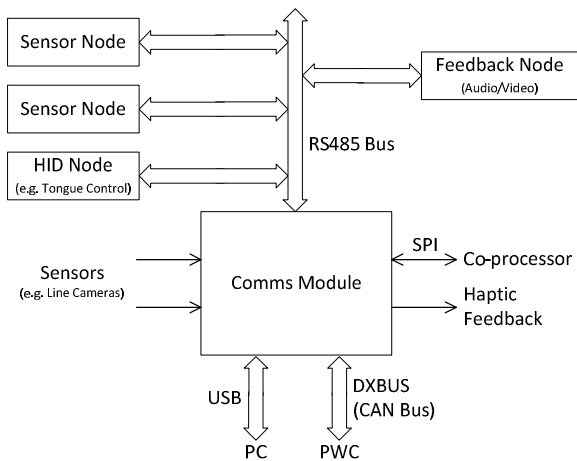 Sensor Node
Sensor Node
HID Node
(e.g. Tongue Control)
Feedback Node
(Audio/Video)
RS485 Bus
Sensors
(e.g. Line Cameras)
Comms Module
SPI
Co-processor
Haptic
Feedback
USB
DXBUS
(CAN Bus)
PC
PWC